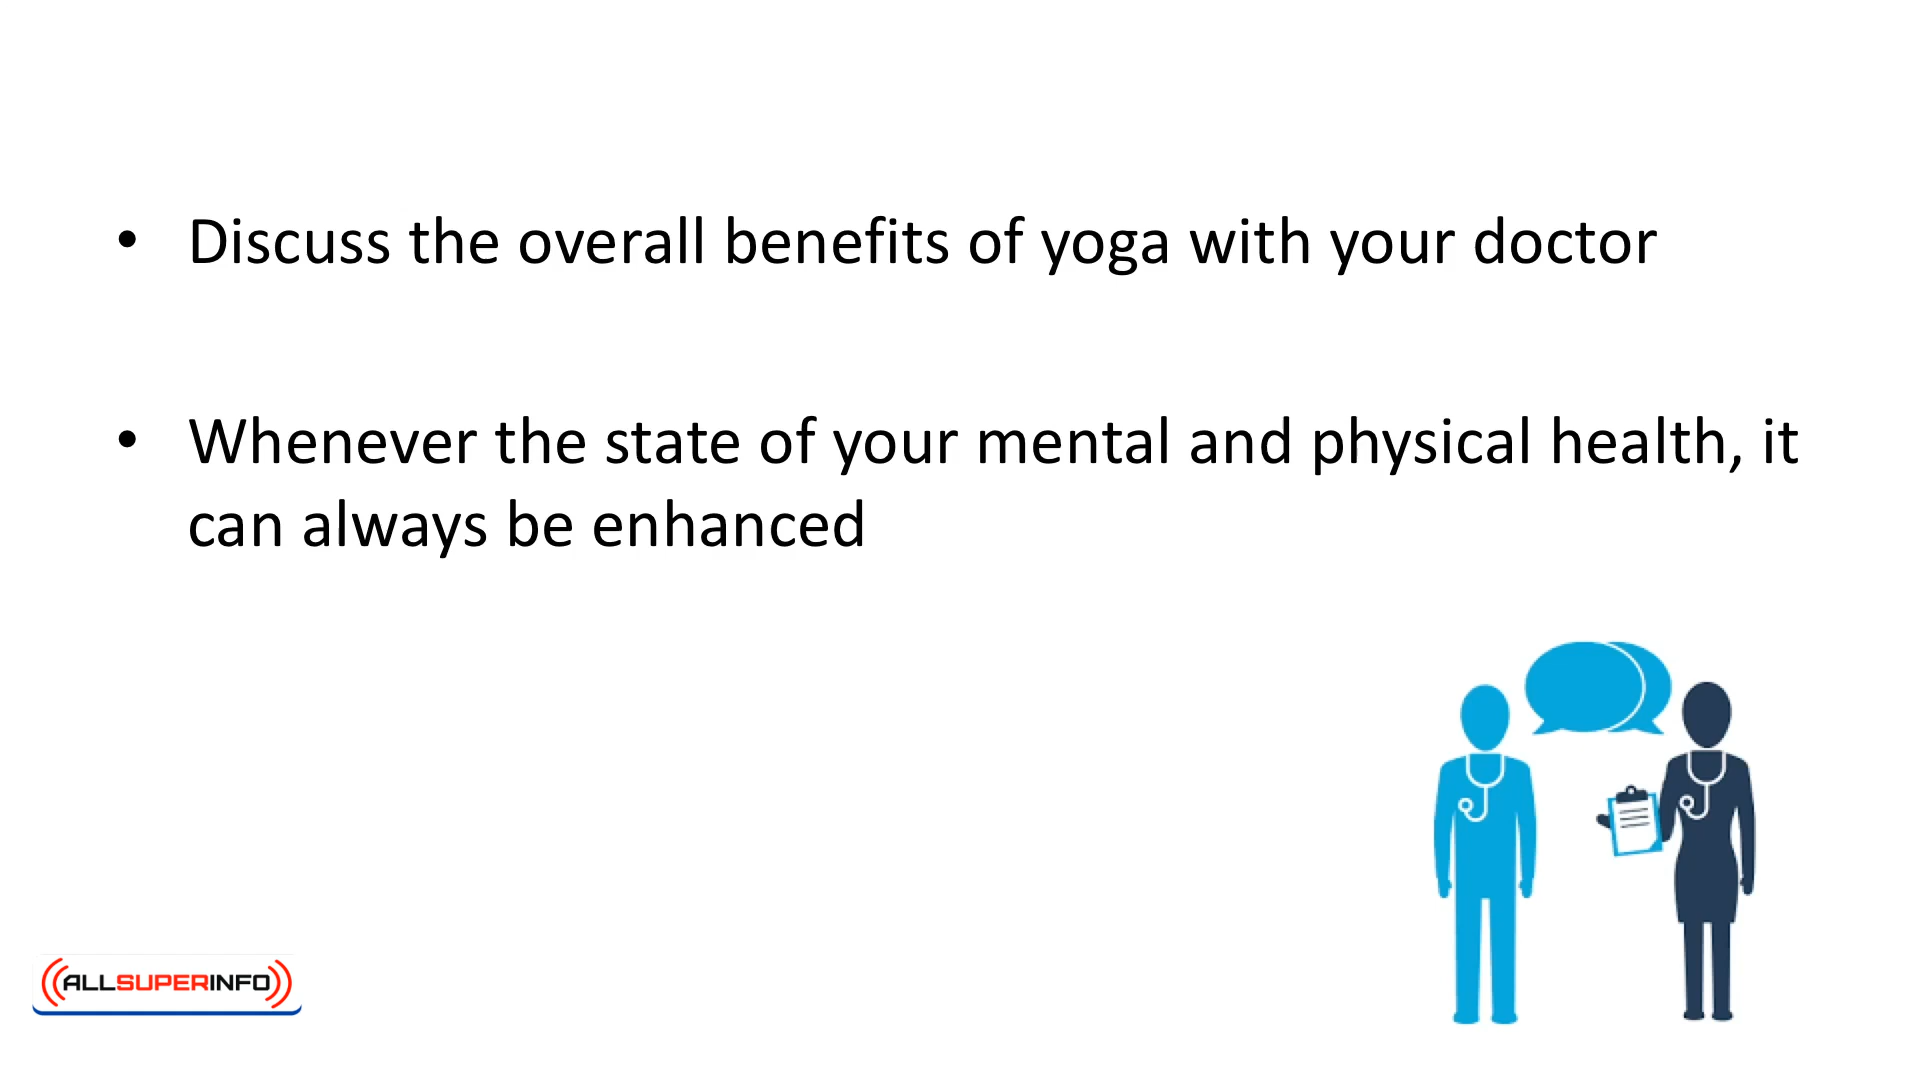 • Discuss the overall benefits of yoga with your doctor
• Whenever the state of your mental and physical health, it
can always be enhanced
ALLSUPERINFO